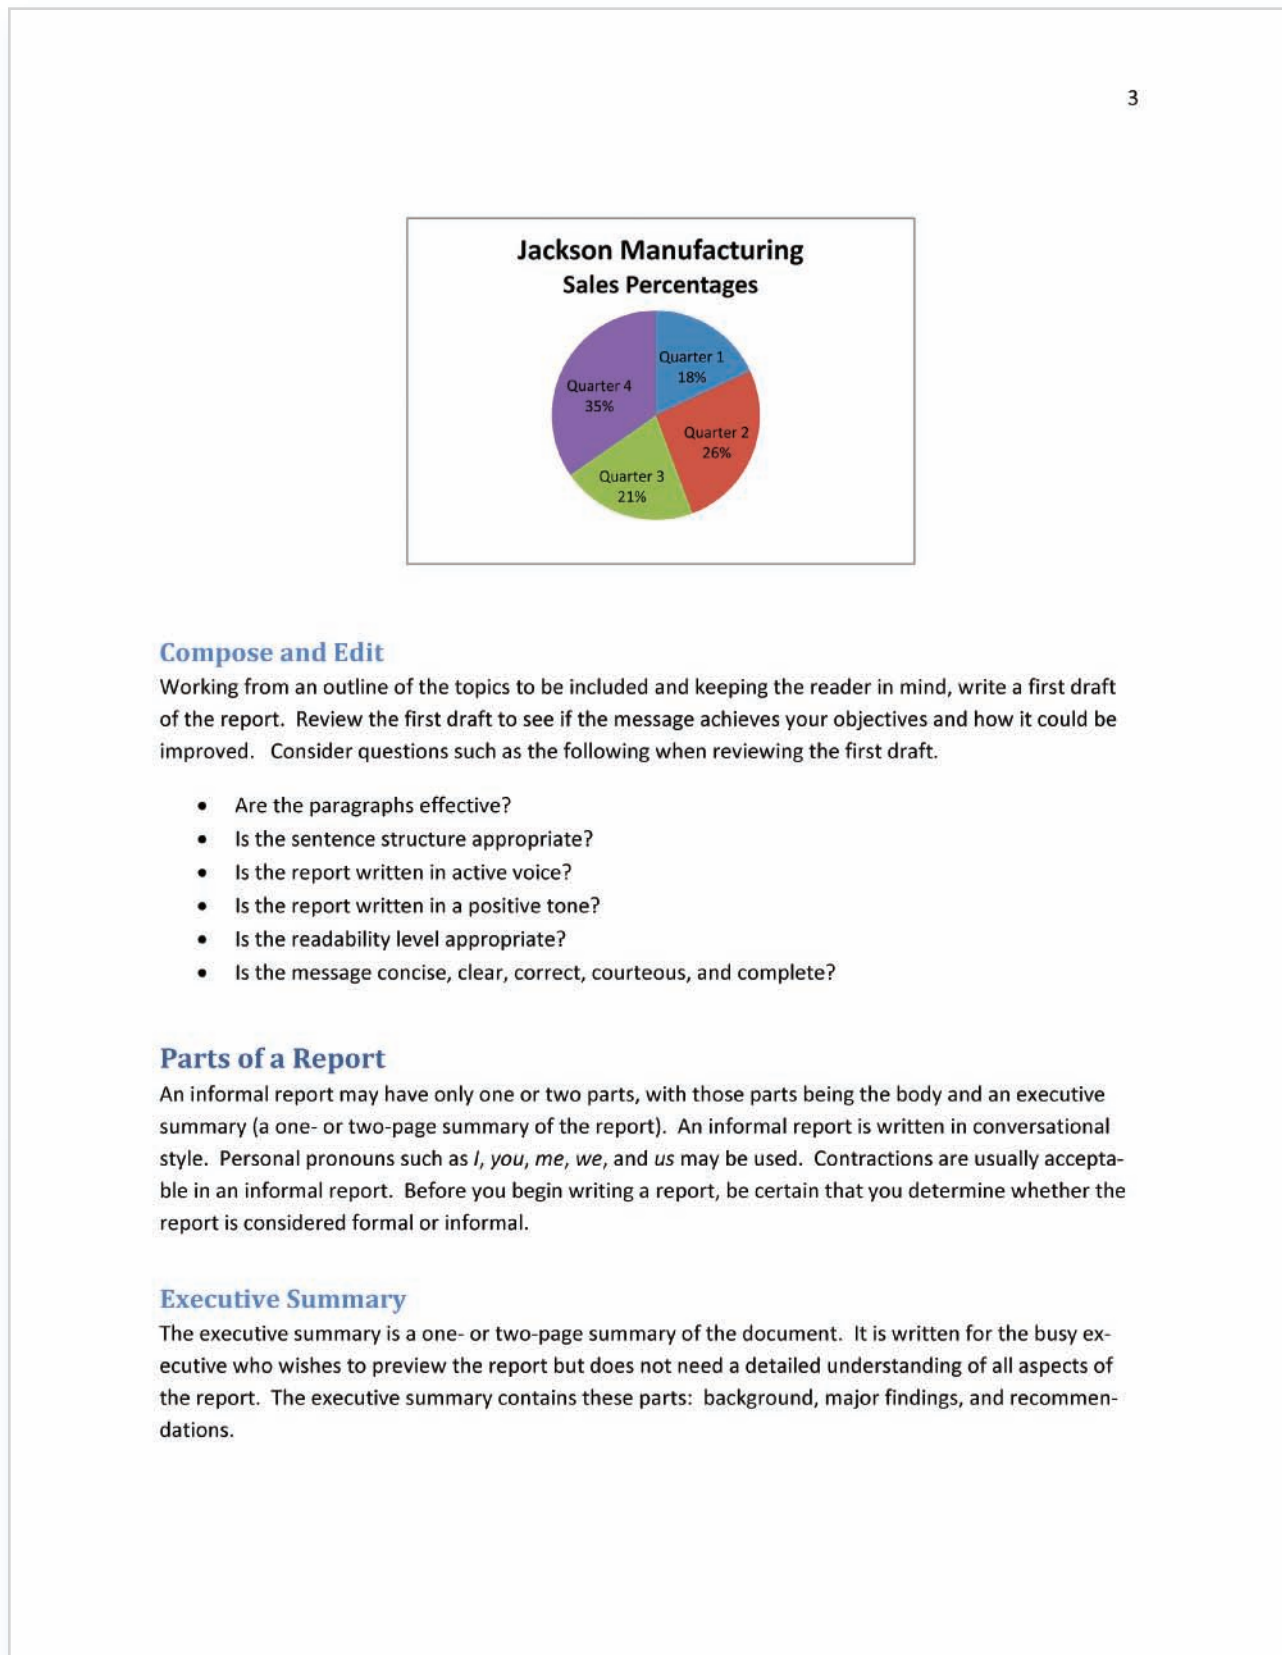 3
Jackson Manufacturing
Sales Percentages
Quarter 1
18%
Quarter 4
35%
Quarter 2
26%
Quarter 3
21%
Compose and Edit
Working from an outline of the topics to be included and keeping the reader in mind, write a first draft
of the report.  Review the first draft to see if the message achieves your objectives and how it could be
improved.   Consider questions such as the following when reviewing the first draft.
• Are the paragraphs effective?
• Is the sentence structure appropriate?
• Is the report written in active voice?
• Is the report written in a positive tone?
• Is the readability level appropriate?
• Is the message concise, clear, correct, courteous, and complete?
Parts of a Report
An informal report may have only one or two parts, with those parts being the body and an executive
summary (a one- or two-page summary of the report).  An informal report is written in conversational
style.  Personal pronouns such as I, you, me, we, and us may be used.  Contractions are usually accepta-
ble in an informal report.  Before you begin writing a report, be certain that you determine whether the
report is considered formal or informal.
Executive Summary
The executive summary is a one- or two-page summary of the document.  It is written for the busy ex-
ecutive who wishes to preview the report but does not need a detailed understanding of all aspects of
the report.  The executive summary contains these parts:  background, major findings, and recommen-
dations.